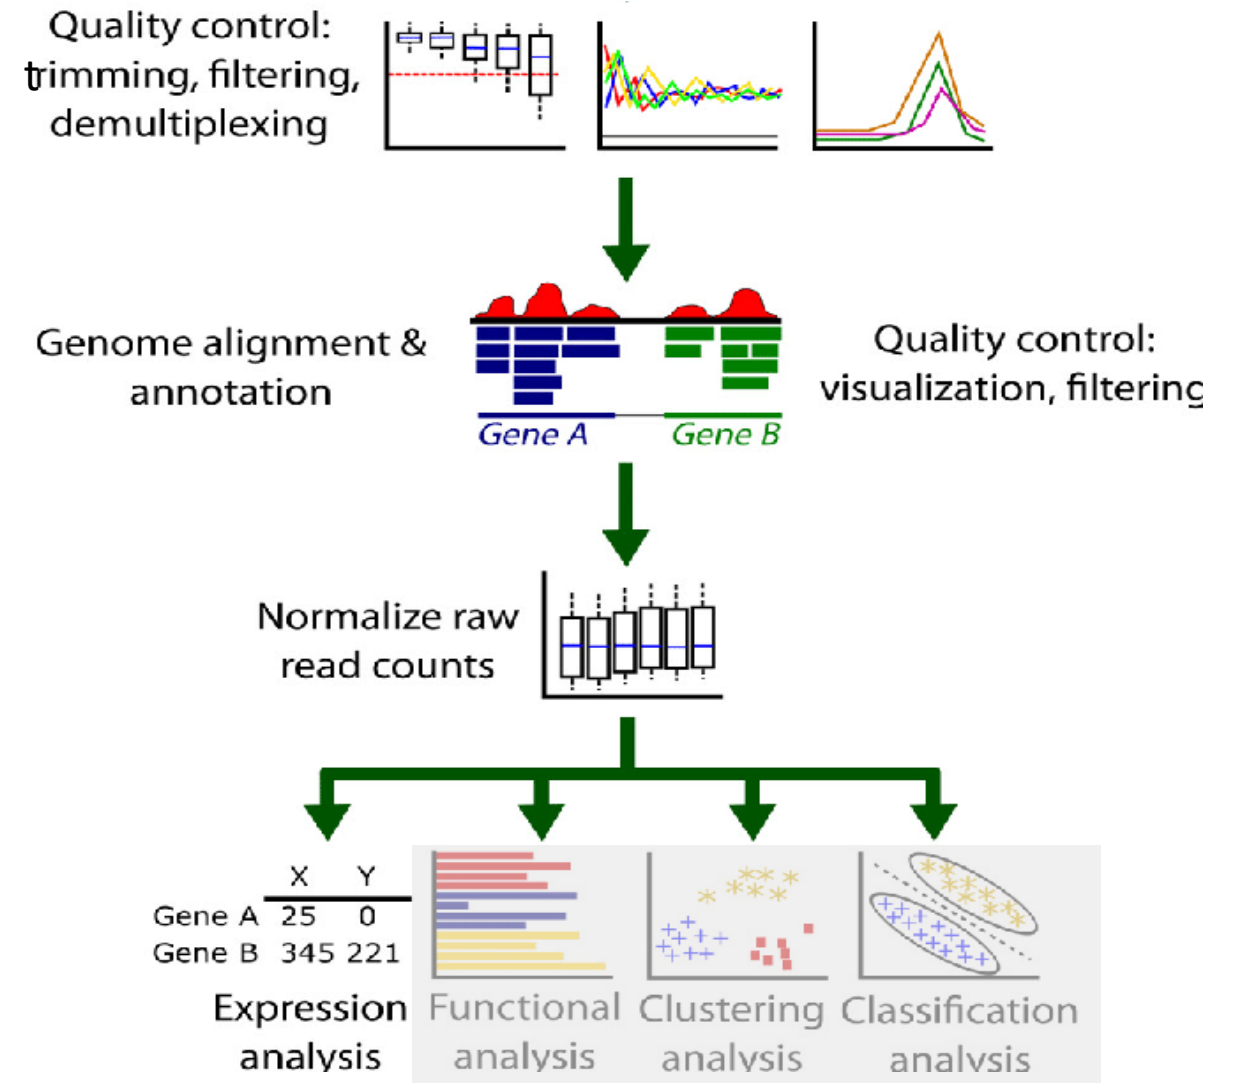 Quality control:
trimming, filtering,
demultiplexing
Genome alignment &
annotation
Quality control:
visualization, filtering
Gene A
Gene B
Normalize raw
read counts
X Y
Gene A 25 0
Gene B 345 221
Expression
analysis
Functional
analysis
Clustering
analysis
Classification
analysis